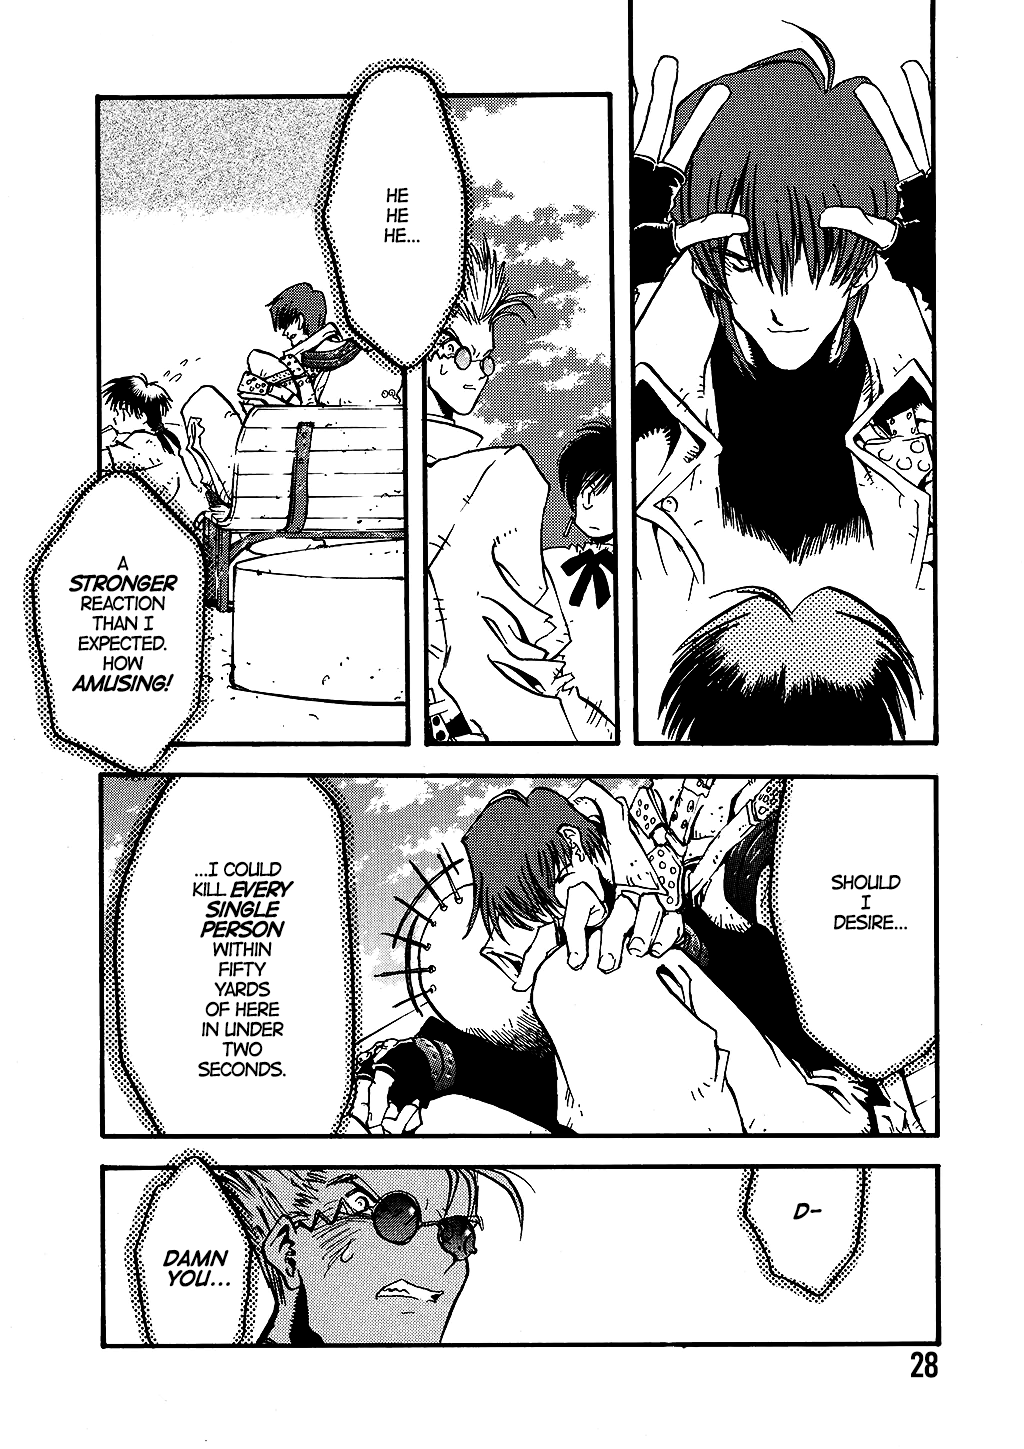 HE
HE
HE...
A
STRONGER
REACTION
THAN I
EXPECTED.
HOW
AMUSING!
SHOULD
I
DESIRE...
...I COULD
KILL EVERY
SINGLE
PERSON
WITHIN
FIFTY
YARDS
OF HERE
IN UNDER
TWO
SECONDS.
D-
DAMN
YOU...
28